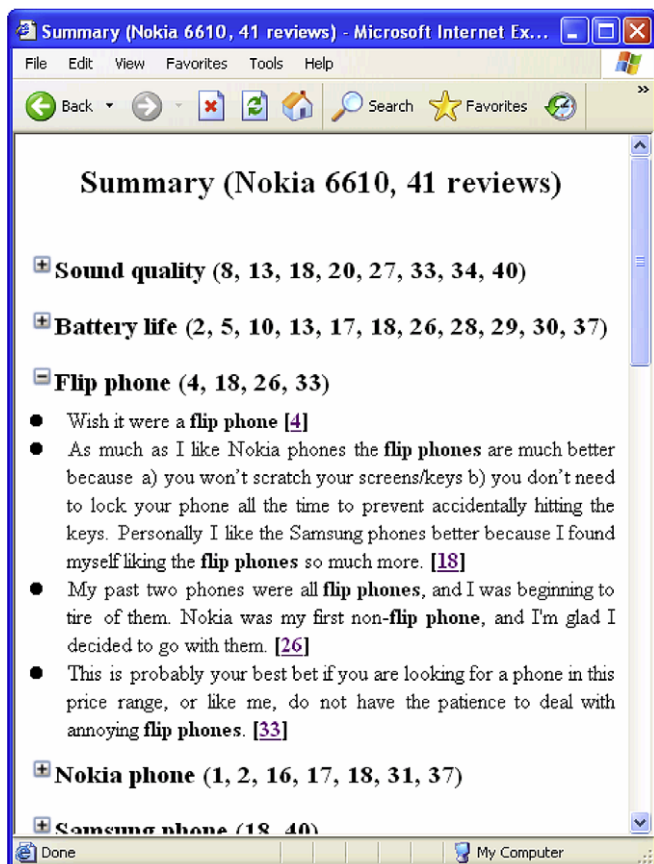 Summary (Nokia 6610, 41 reviews) - Microsoft Internet Ex...
File Edit View Favorites Tools Help
Back Search Favorites »
Summary (Nokia 6610, 41 reviews)
Sound quality (8, 13, 18, 20, 27, 33, 34, 40)
Battery life (2, 5, 10, 13, 17, 18, 26, 28, 29, 30, 37)
Flip phone (4, 18, 26, 33)
● Wish it were a flip phone [4]
● As much as I like Nokia phones the flip phones are much better
because a) you won't scratch your screens/keys b) you don't need
to lock your phone all the time to prevent accidentally hitting the
keys. Personally I like the Samsung phones better because I found
myself liking the flip phones so much more. [18]
● My past two phones were all flip phones, and I was beginning to
tire of them. Nokia was my first non-flip phone, and I'm glad I
decided to go with them. [26]
● This is probably your best bet if you are looking for a phone in this
price range, or like me, do not have the patience to deal with
annoying flip phones. [33]
Nokia phone (1, 2, 16, 17, 18, 31, 37)
Samsung phone (18, 40)
Done My Computer